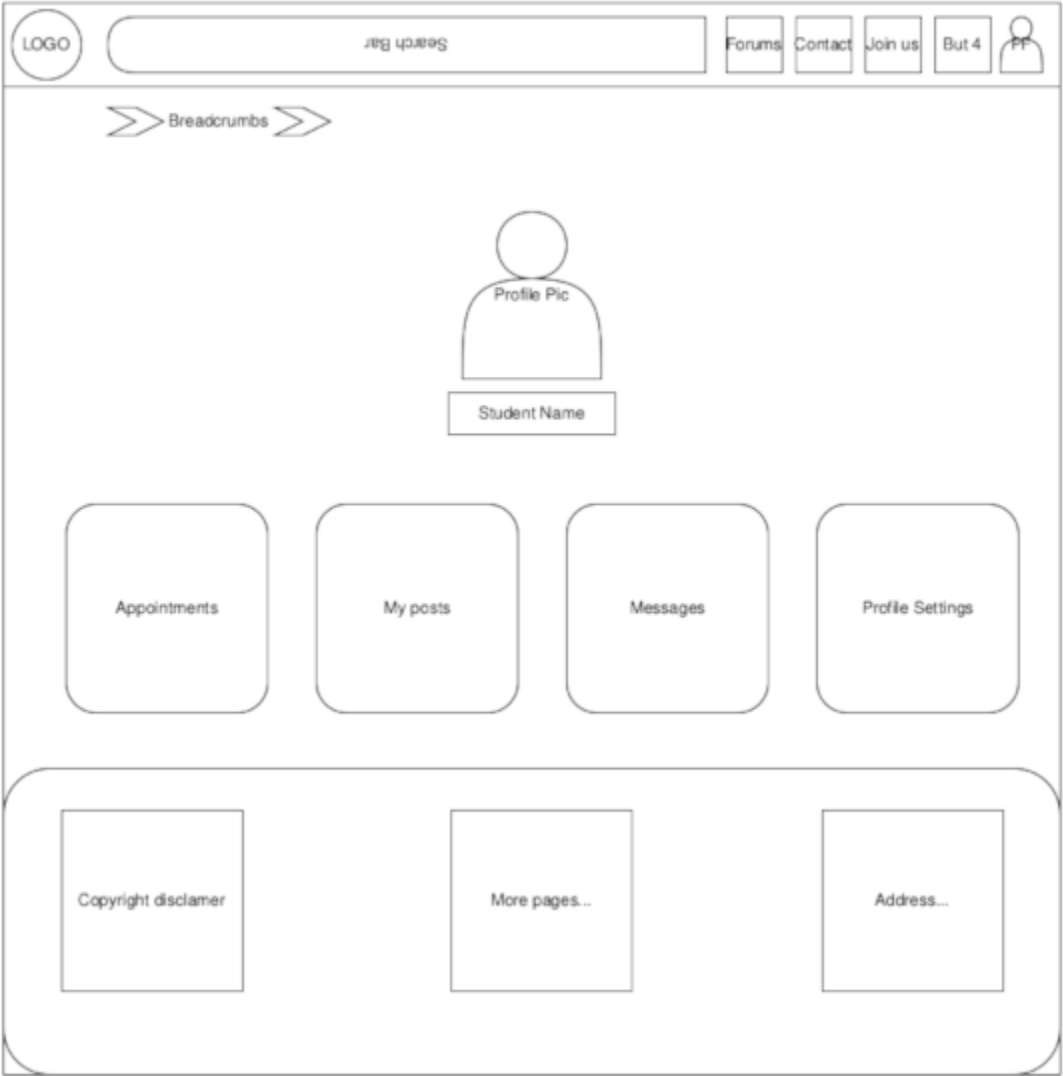 LOGO
Search Bar
Forums
Contact
Join us
But 4
PF
Breadcrumbs
Profile Pic
Student Name
Appointments
My posts
Messages
Profile Settings
Copyright disclamer
More pages...
Address...